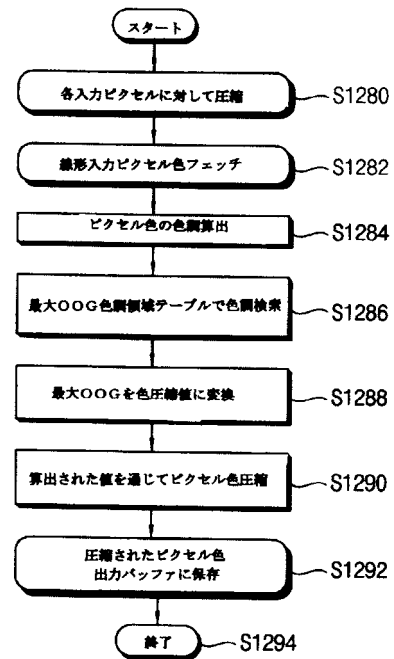 スタート
各入力ピクセルに対して圧縮
S1280
線形入力ピクセル色フェッチ
S1282
ピクセル色の色調算出
S1284
最大OOG色調領域テーブルで色調検索
S1286
最大OOGを色圧縮値に変換
S1288
算出された値を通じてピクセル色圧縮
S1290
圧縮されたピクセル色
出力バッファに保存
S1292
終了
S1294